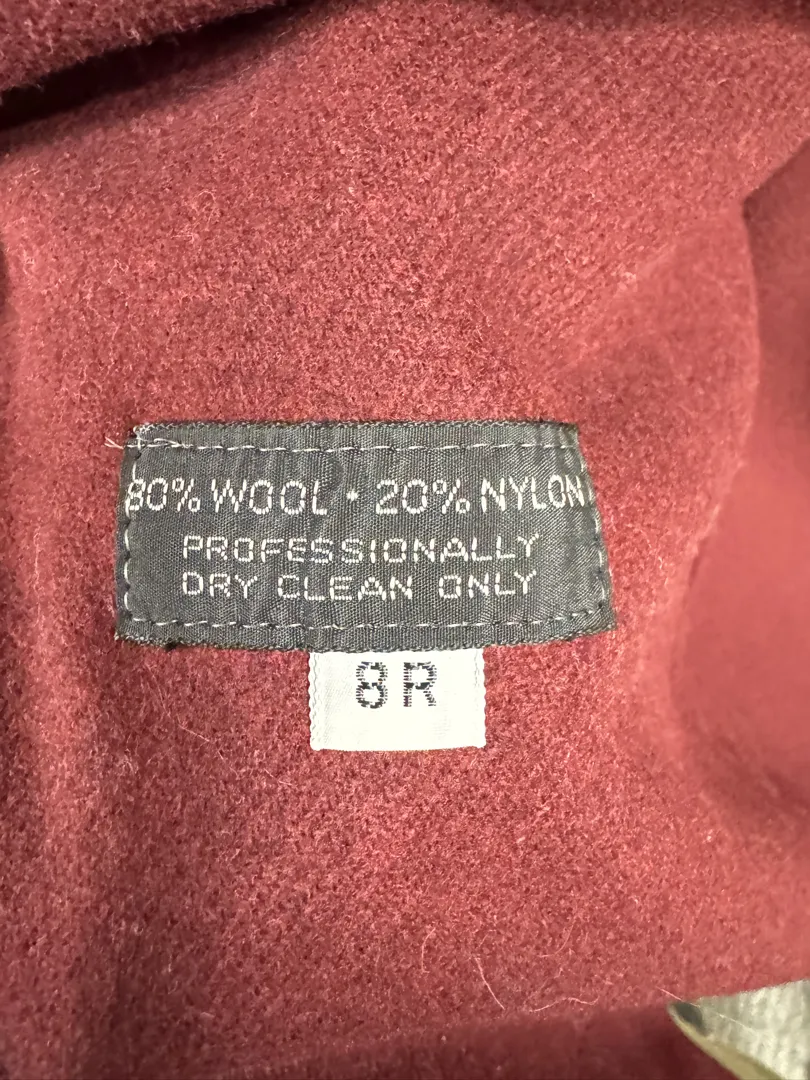 80% WOOL • 20% NYLON
PROFESSIONALLY
DRY CLEAN ONLY
8R